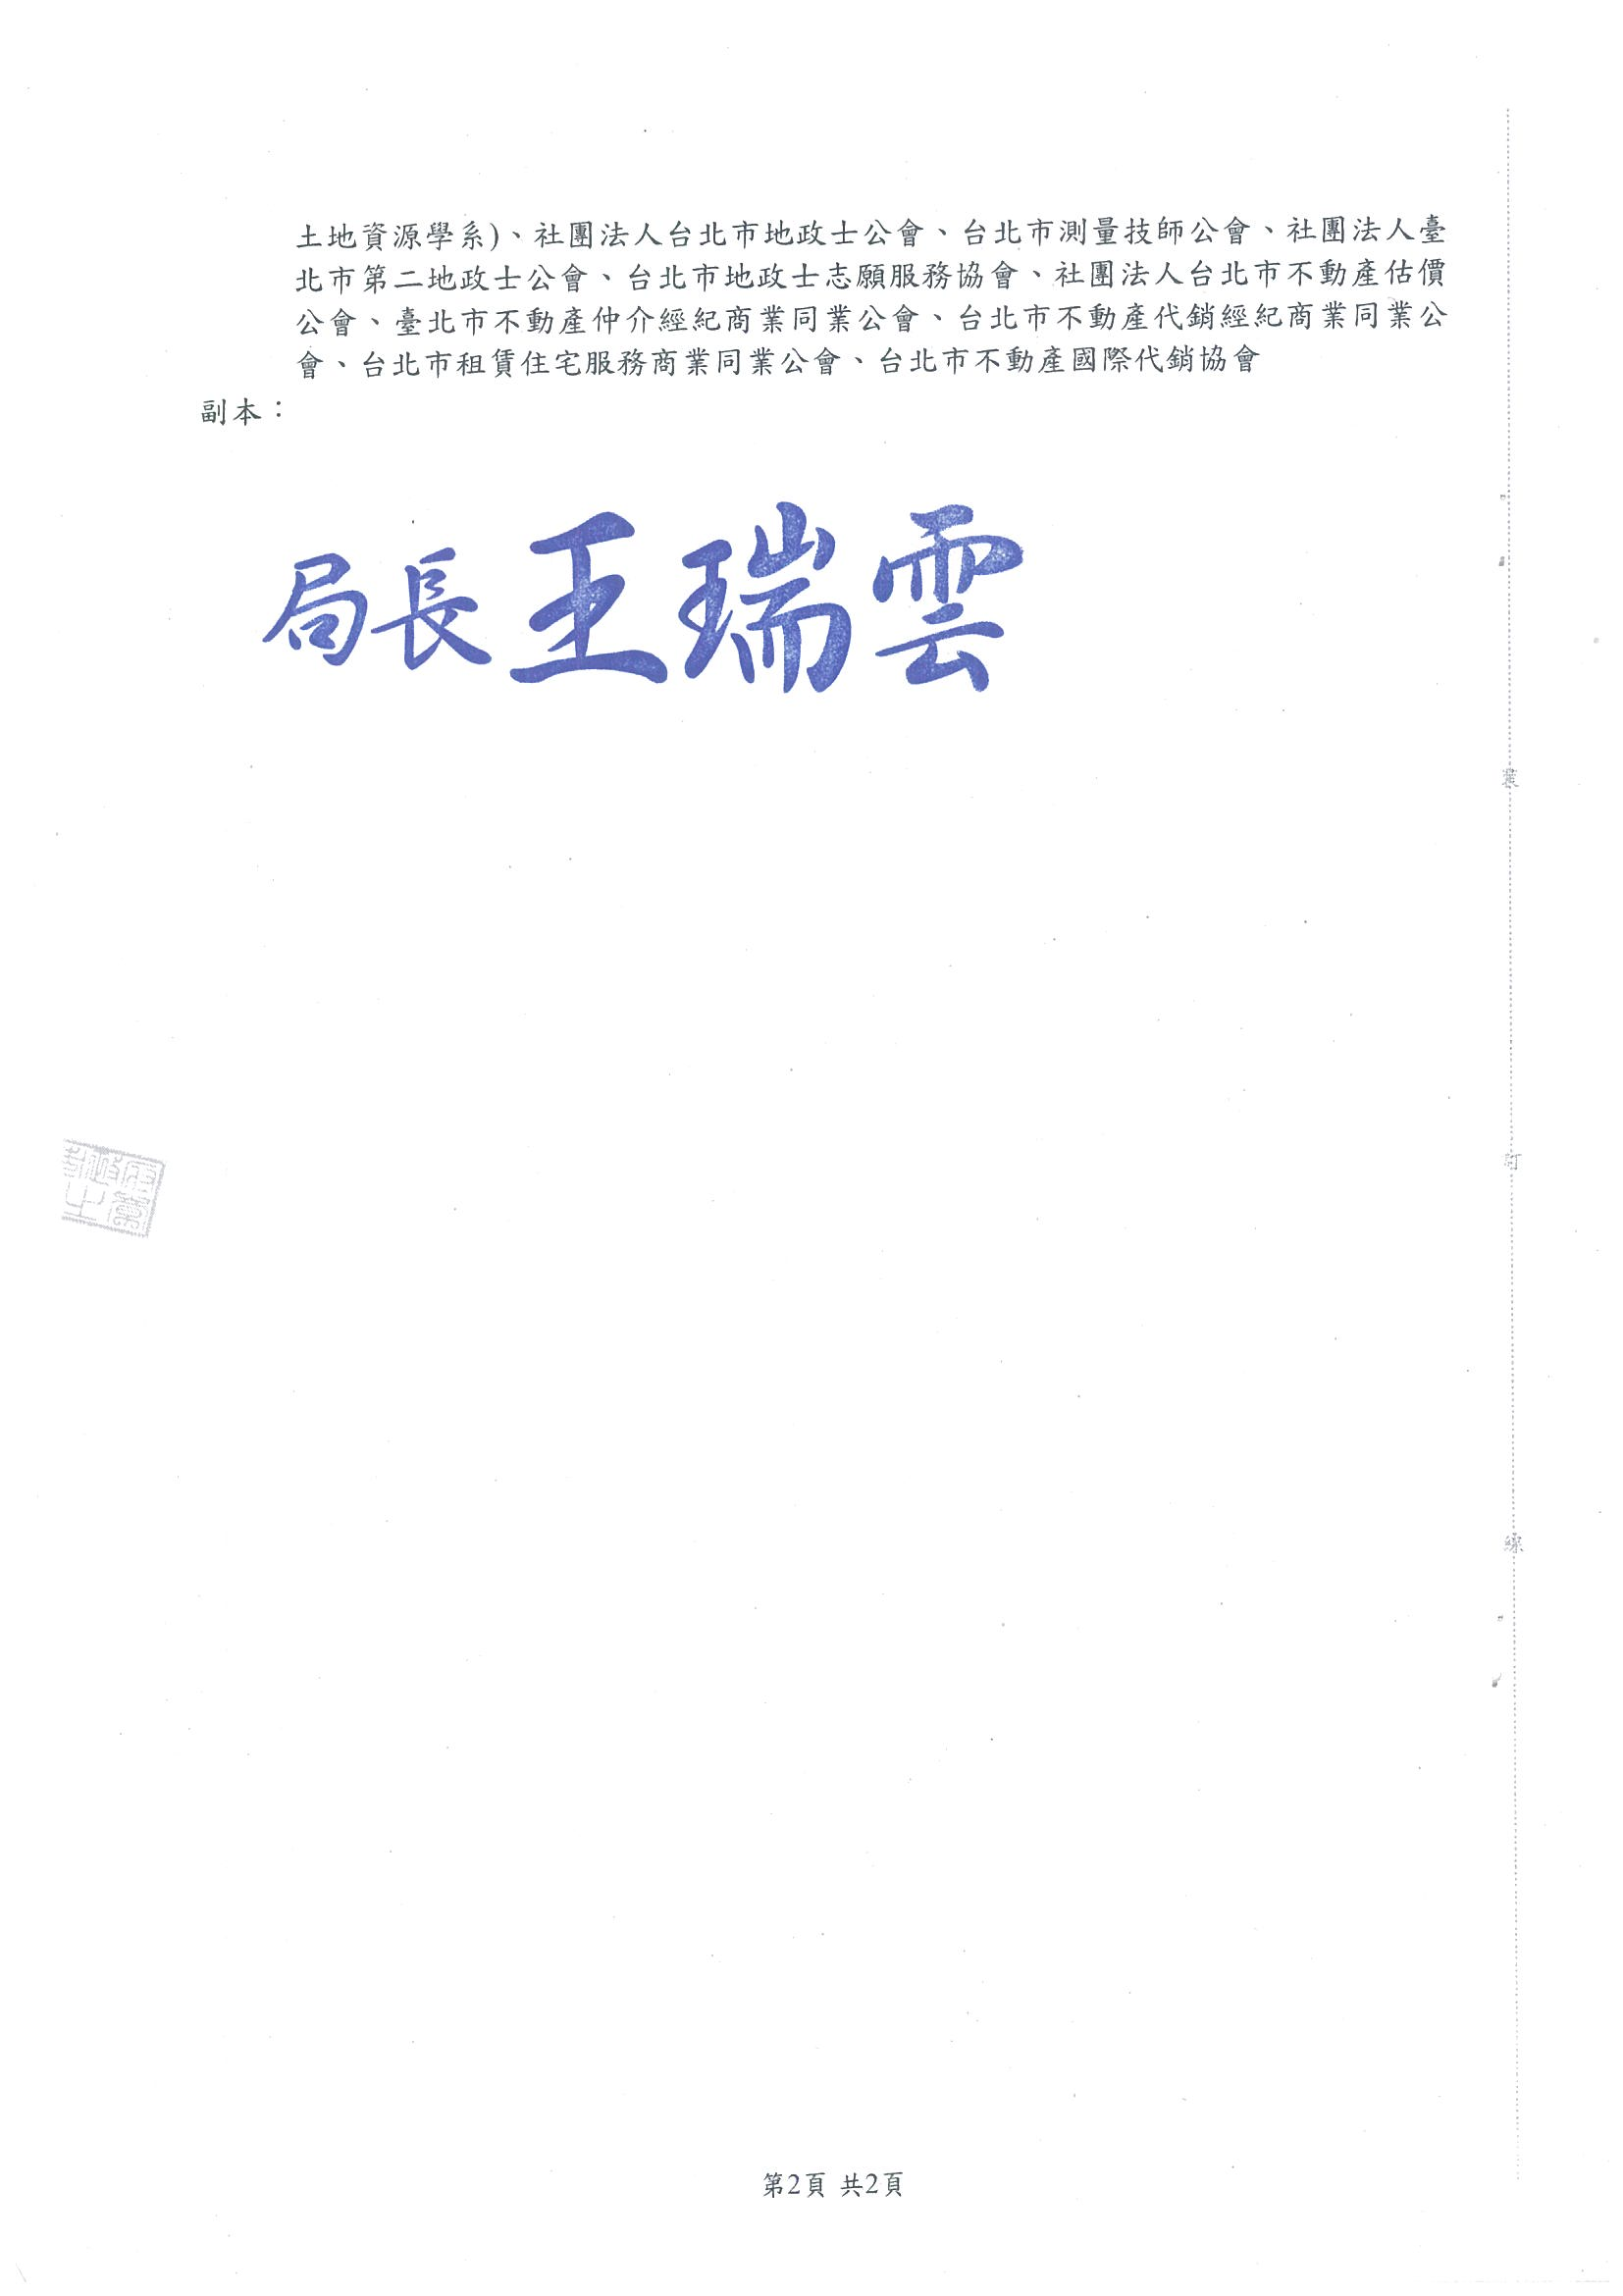 土地資源學系)、社團法人台北市地政士公會、台北市測量技師公會、社團法人臺
北市第二地政士公會、台北市地政士志願服務協會、社團法人台北市不動產估價
公會、臺北市不動產仲介經紀商業同業公會、台北市不動產代銷經紀商業同業公
會、台北市租賃住宅服務商業同業公會、台北市不動產國際代銷協會
副本：
局長王瑞雲
裝
訂
線
第2頁 共2頁